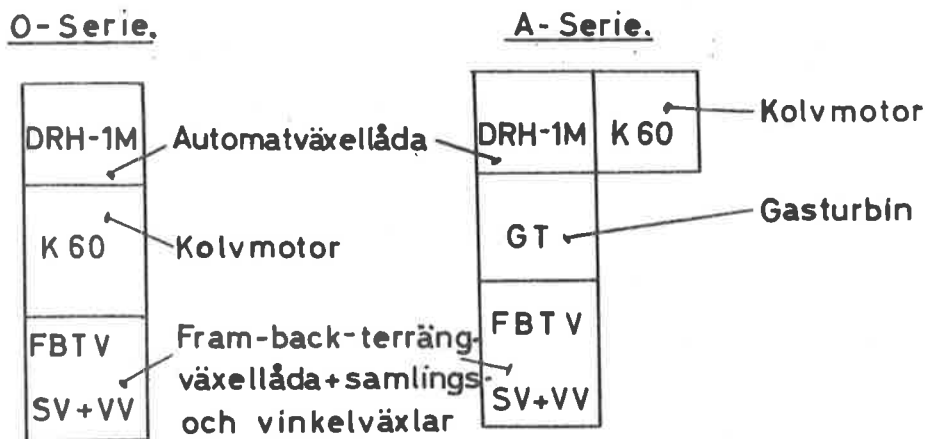 O-Serie.
A-Serie.
DRH-1M
Automatväxellåda
DRH-1M
K 60
Kolvmotor
K 60
Kolvmotor
GT
Gasturbin
FBTV
SV+VV
Fram-back-terräng-
växellåda+samlings-
och vinkelväxlar
FBTV
SV+VV